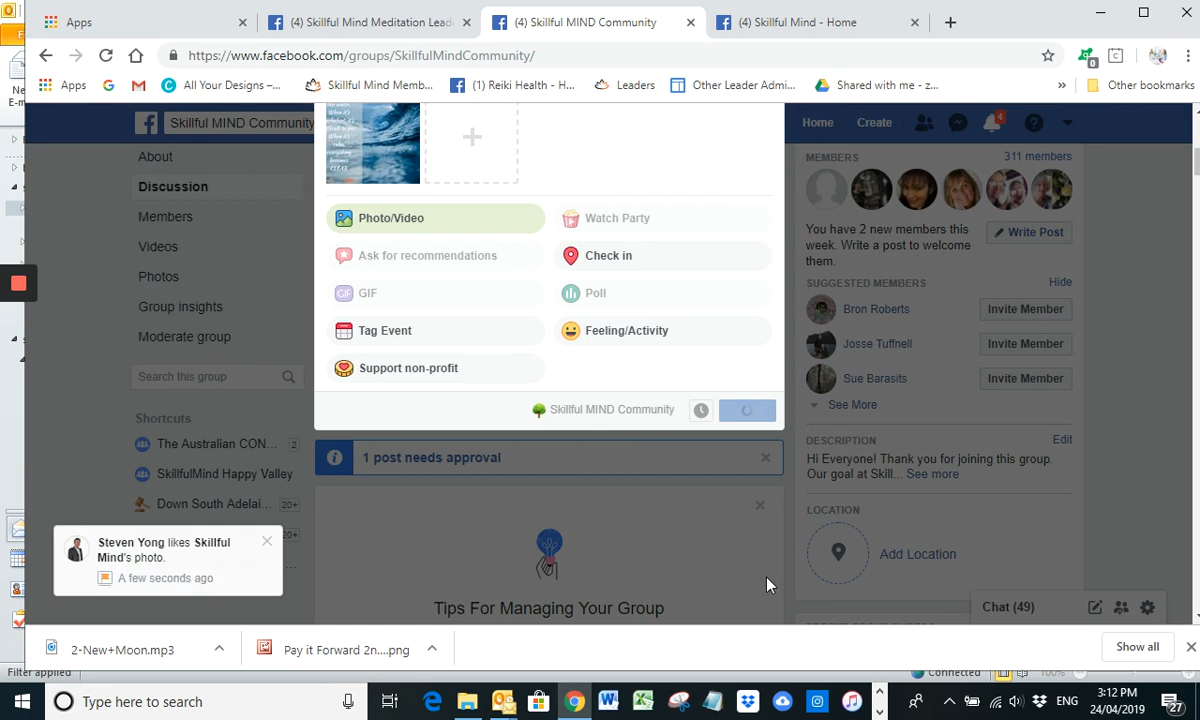 Apps
(4) Skillful Mind Meditation Lead
(4) Skillful MIND Community
(4) Skillful Mind - Home
https://www.facebook.com/groups/SkillfulMindCommunity/
Apps
All Your Designs –...
Skillful Mind Memb...
(1) Reiki Health - H...
Leaders
Other Leader Admi...
Shared with me - z...
Other bookmarks
Skillful MIND Community
Home
Create
4
About
Discussion
Members
Videos
Photos
Group insights
Moderate group
Search this group
Shortcuts
The Australian CON... 2
SkillfulMind Happy Valley
Down South Adelai... 20+
20+
Photo/Video
Watch Party
Ask for recommendations
Check in
GIF GIF
Poll
Tag Event
Feeling/Activity
Support non-profit
Skillful MIND Community
1 post needs approval
Tips For Managing Your Group
MEMBERS
311 members
You have 2 new members this
week. Write a post to welcome
them.
Write Post
SUGGESTED MEMBERS
Hide
Bron Roberts
Invite Member
Josse Tuffnell
Invite Member
Sue Barasits
Invite Member
See More
DESCRIPTION
Edit
Hi Everyone! Thank you for joining this group.
Our goal at Skill... See more
LOCATION
Add Location
Chat (49)
Steven Yong likes Skillful
Mind's photo.
A few seconds ago
2-New+Moon.mp3
Pay it Forward 2n....png
Show all
Filter applied
Connected
100%
Type here to search
ENG
3:12 PM
24/04/2019
27